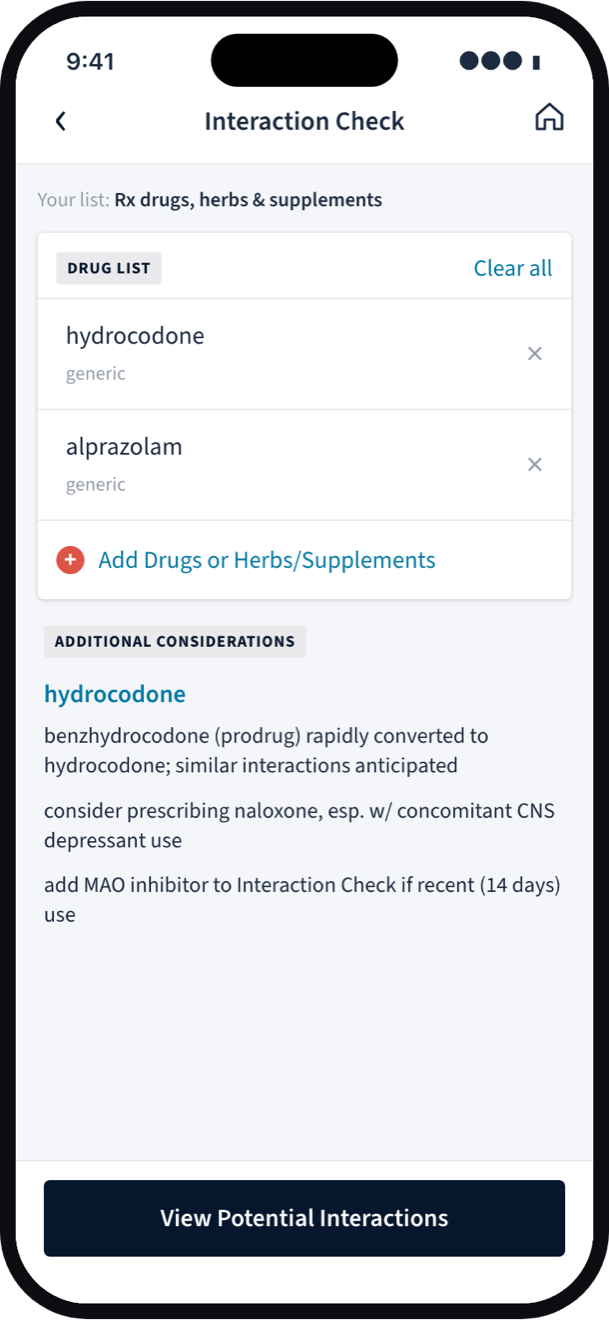 9:41
Interaction Check
Your list: Rx drugs, herbs & supplements
DRUG LIST
Clear all
hydrocodone
generic
alprazolam
generic
Add Drugs or Herbs/Supplements
ADDITIONAL CONSIDERATIONS
hydrocodone
benzhydrocodone (prodrug) rapidly converted to
hydrocodone; similar interactions anticipated
consider prescribing naloxone, esp. w/ concomitant CNS
depressant use
add MAO inhibitor to Interaction Check if recent (14 days)
use
View Potential Interactions